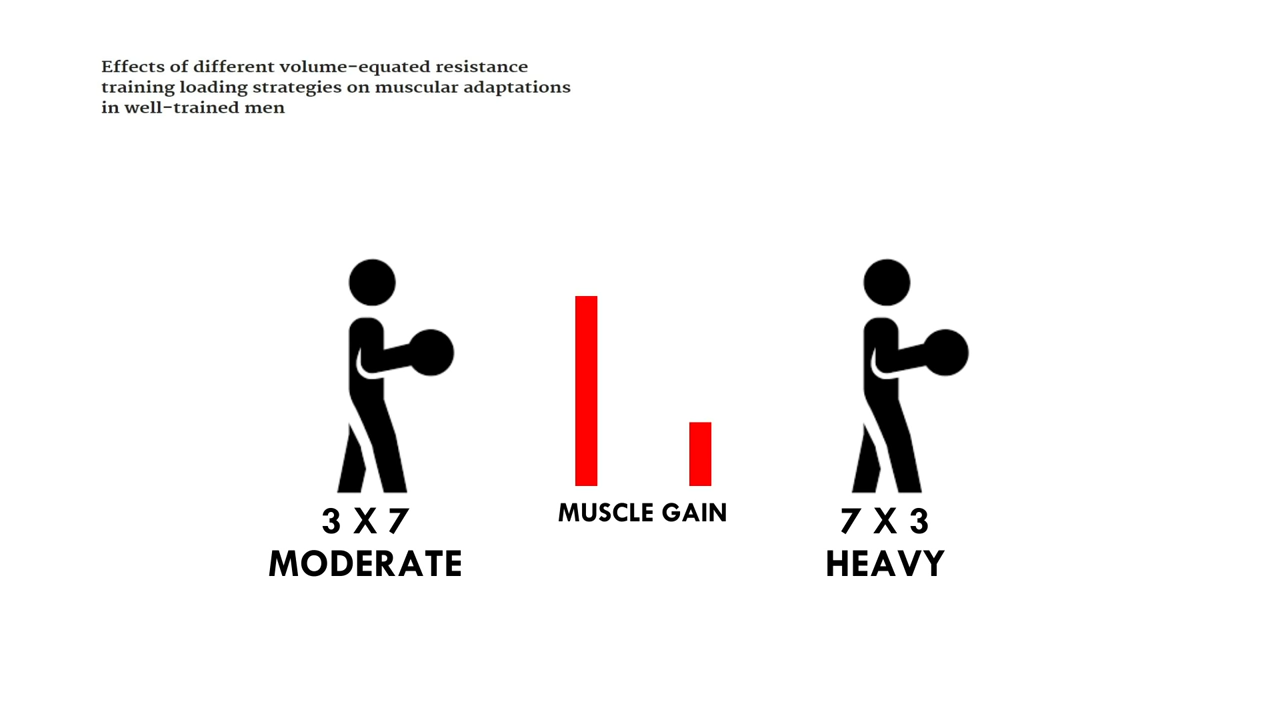 Effects of different volume-equated resistance
training loading strategies on muscular adaptations
in well-trained men
MUSCLE GAIN
3 X 7
MODERATE
7 X 3
HEAVY